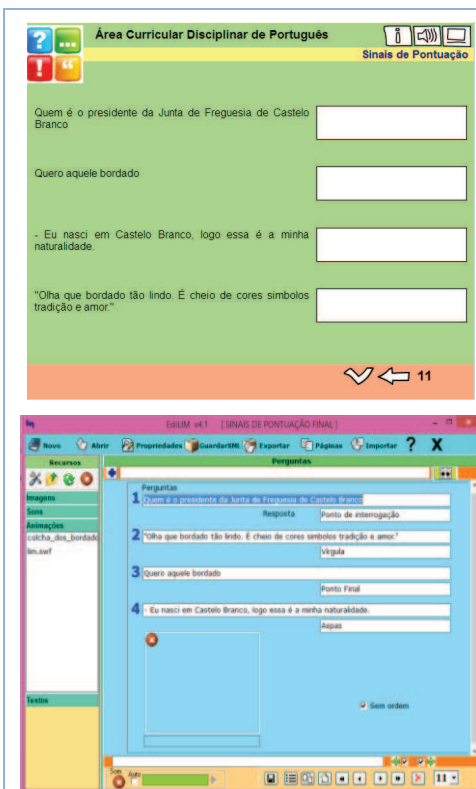 ? ...
! “
Área Curricular Disciplinar de Português
Sinais de Pontuação
Quem é o presidente da Junta de Freguesia de Castelo
Branco
Quero aquele bordado
- Eu nasci em Castelo Branco, logo essa é a minha
naturalidade.
"Olha que bordado tão lindo. É cheio de cores simbolos
tradição e amor."
11
EdiLIM v4.1 [ SINAIS DE PONTUAÇÃO FINAL ]
Novo Abrir Propriedades GuardarXML Exportar Páginas Importar ? X
Recursos
Perguntas
Imagens
Sons
Animações
colcha_dos_bordado
lim.swf
Textos
Perguntas
1 Quem é o presidente da Junta de Freguesia de Castelo Branco
Resposta Ponto de interrogação
2 "Olha que bordado tão lindo. É cheio de cores simbolos tradição e amor."
Vírgula
3 Quero aquele bordado
Ponto Final
4 - Eu nasci em Castelo Branco, logo essa é a minha naturalidade.
Aspas
Sem ordem
Som Auto
11